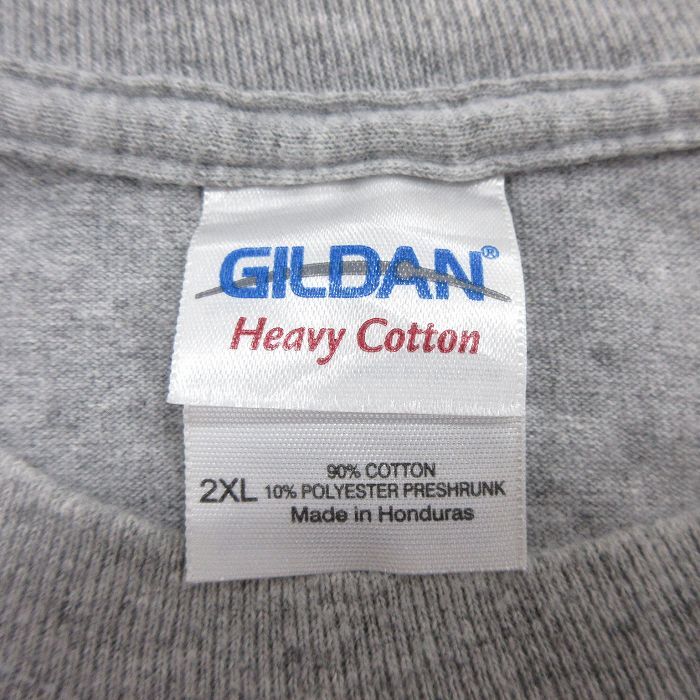 GILDAN®
Heavy Cotton
90% COTTON
2XL 10% POLYESTER PRESHRUNK
Made in Honduras